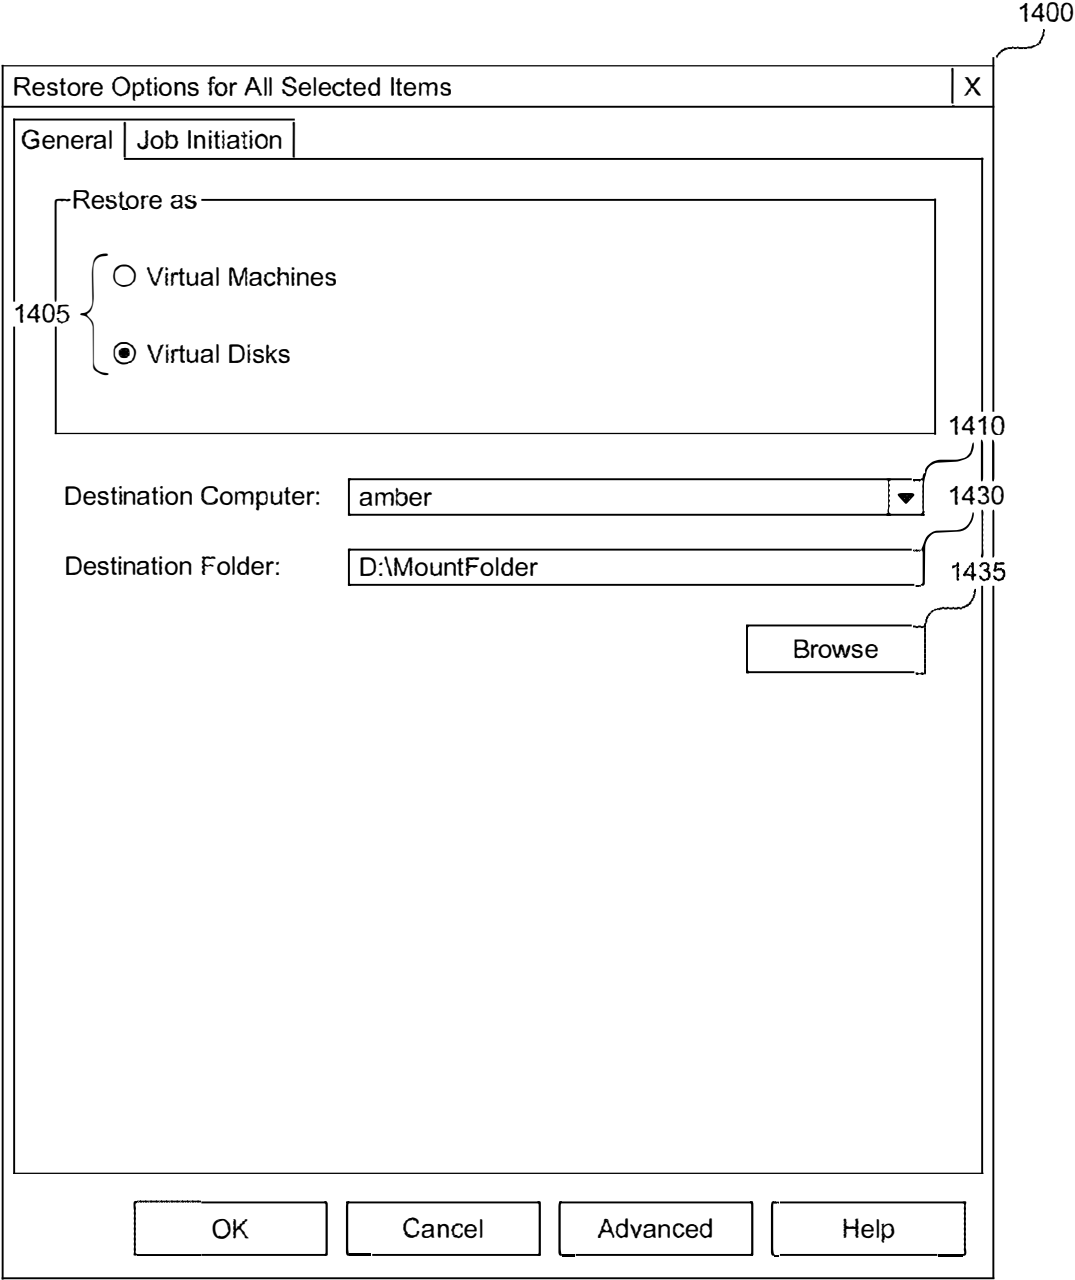 1400
Restore Options for All Selected Items X
General Job Initiation
Restore as
Virtual Machines
1405
Virtual Disks
1410
Destination Computer: amber
1430
Destination Folder: D:\MountFolder
1435
Browse
OK Cancel Advanced Help